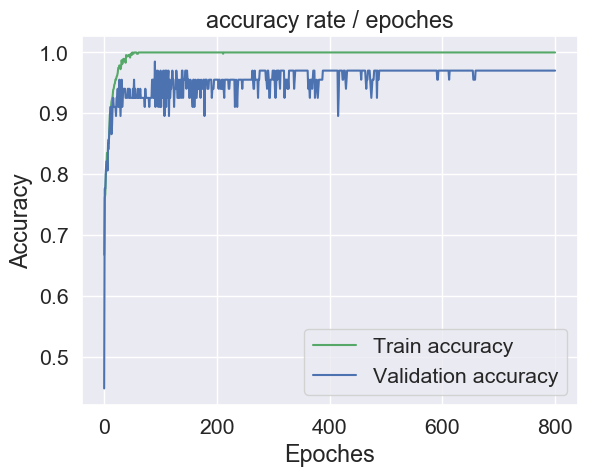 accuracy rate / epoches
1.0
0.9
0.8
0.7
0.6
0.5
Accuracy
Train accuracy
Validation accuracy
0 200 400 600 800
Epoches